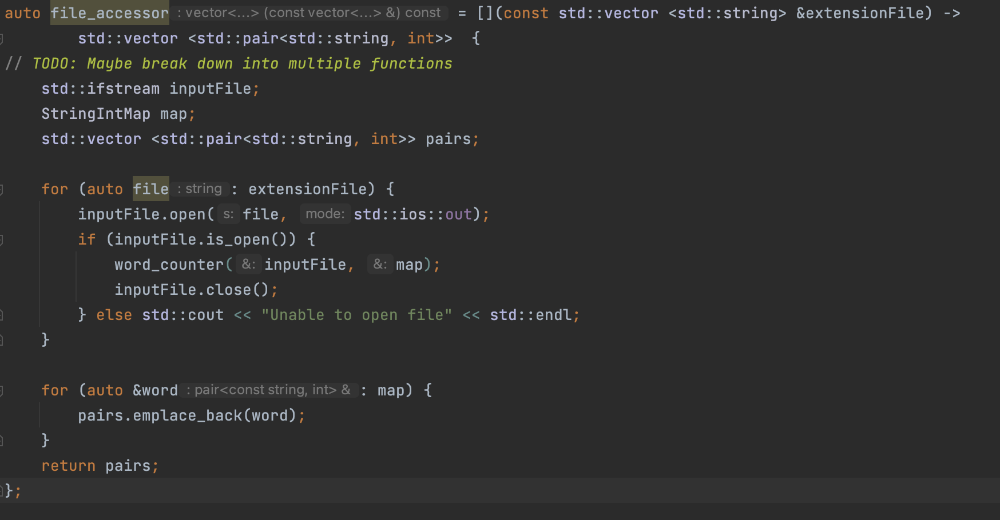 auto file_accessor : vector<...> (const vector<...> &) const = [](const std::vector <std::string> &extensionFile) ->
        std::vector <std::pair<std::string, int>>  {
// TODO: Maybe break down into multiple functions
    std::ifstream inputFile;
    StringIntMap map;
    std::vector <std::pair<std::string, int>> pairs;
    for (auto file : string : extensionFile) {
        inputFile.open( s: file, mode: std::ios::out);
        if (inputFile.is_open()) {
            word_counter( &: inputFile, &: map);
            inputFile.close();
        } else std::cout << "Unable to open file" << std::endl;
    }
    for (auto &word : pair<const string, int> & : map) {
        pairs.emplace_back(word);
    }
    return pairs;
};